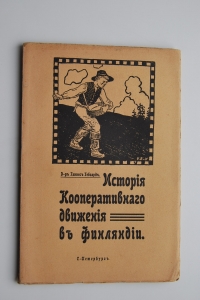 Исторія
Кооперативнаго
движенія
въ Финляндіи.
С-Петербургъ